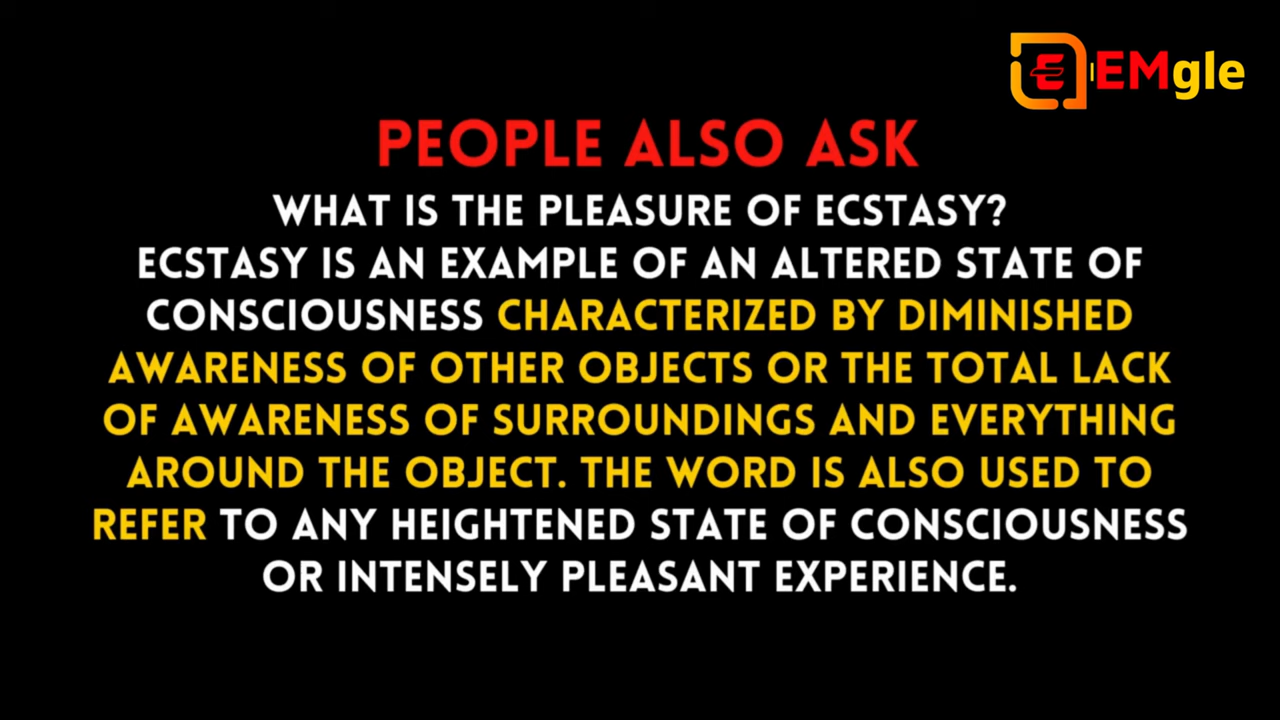 EMgle
PEOPLE ALSO ASK
WHAT IS THE PLEASURE OF ECSTASY?
ECSTASY IS AN EXAMPLE OF AN ALTERED STATE OF
CONSCIOUSNESS CHARACTERIZED BY DIMINISHED
AWARENESS OF OTHER OBJECTS OR THE TOTAL LACK
OF AWARENESS OF SURROUNDINGS AND EVERYTHING
AROUND THE OBJECT. THE WORD IS ALSO USED TO
REFER TO ANY HEIGHTENED STATE OF CONSCIOUSNESS
OR INTENSELY PLEASANT EXPERIENCE.